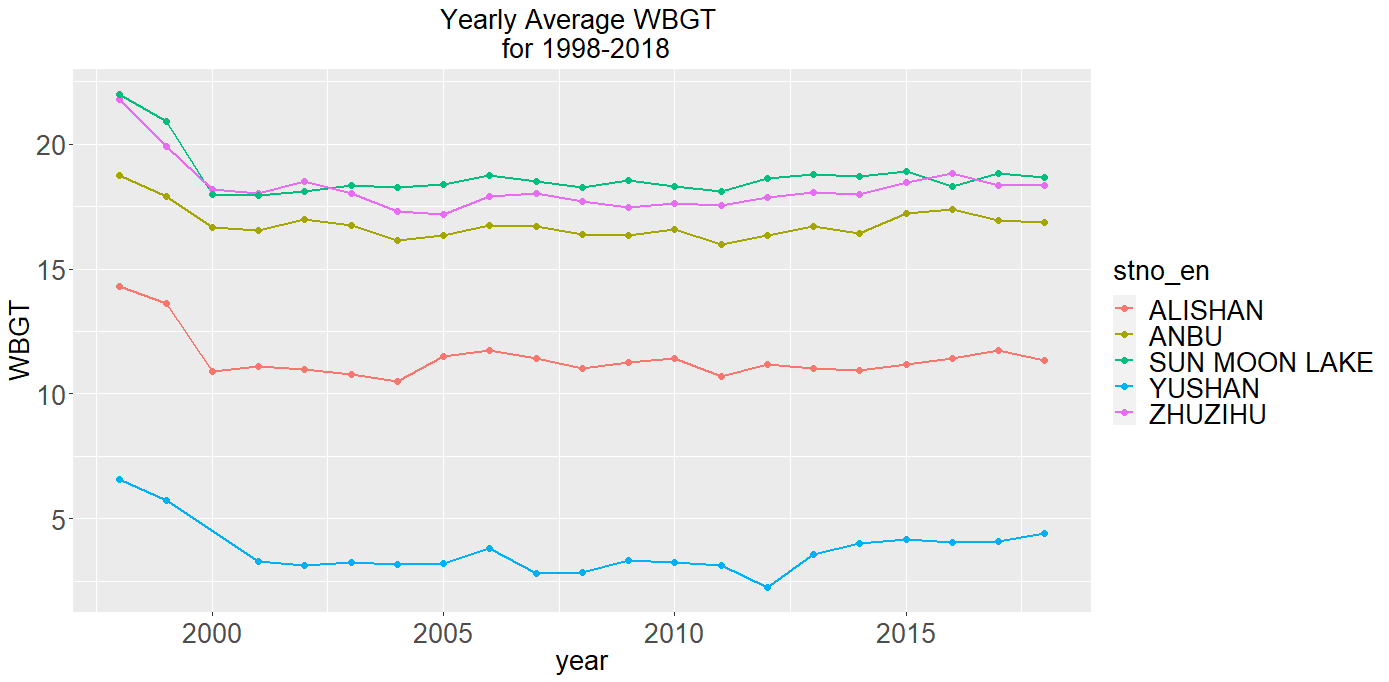 Yearly Average WBGT
for 1998-2018
WBGT
20
15
10
5
2000
2005
2010
2015
year
stno_en
ALISHAN
ANBU
SUN MOON LAKE
YUSHAN
ZHUZIHU